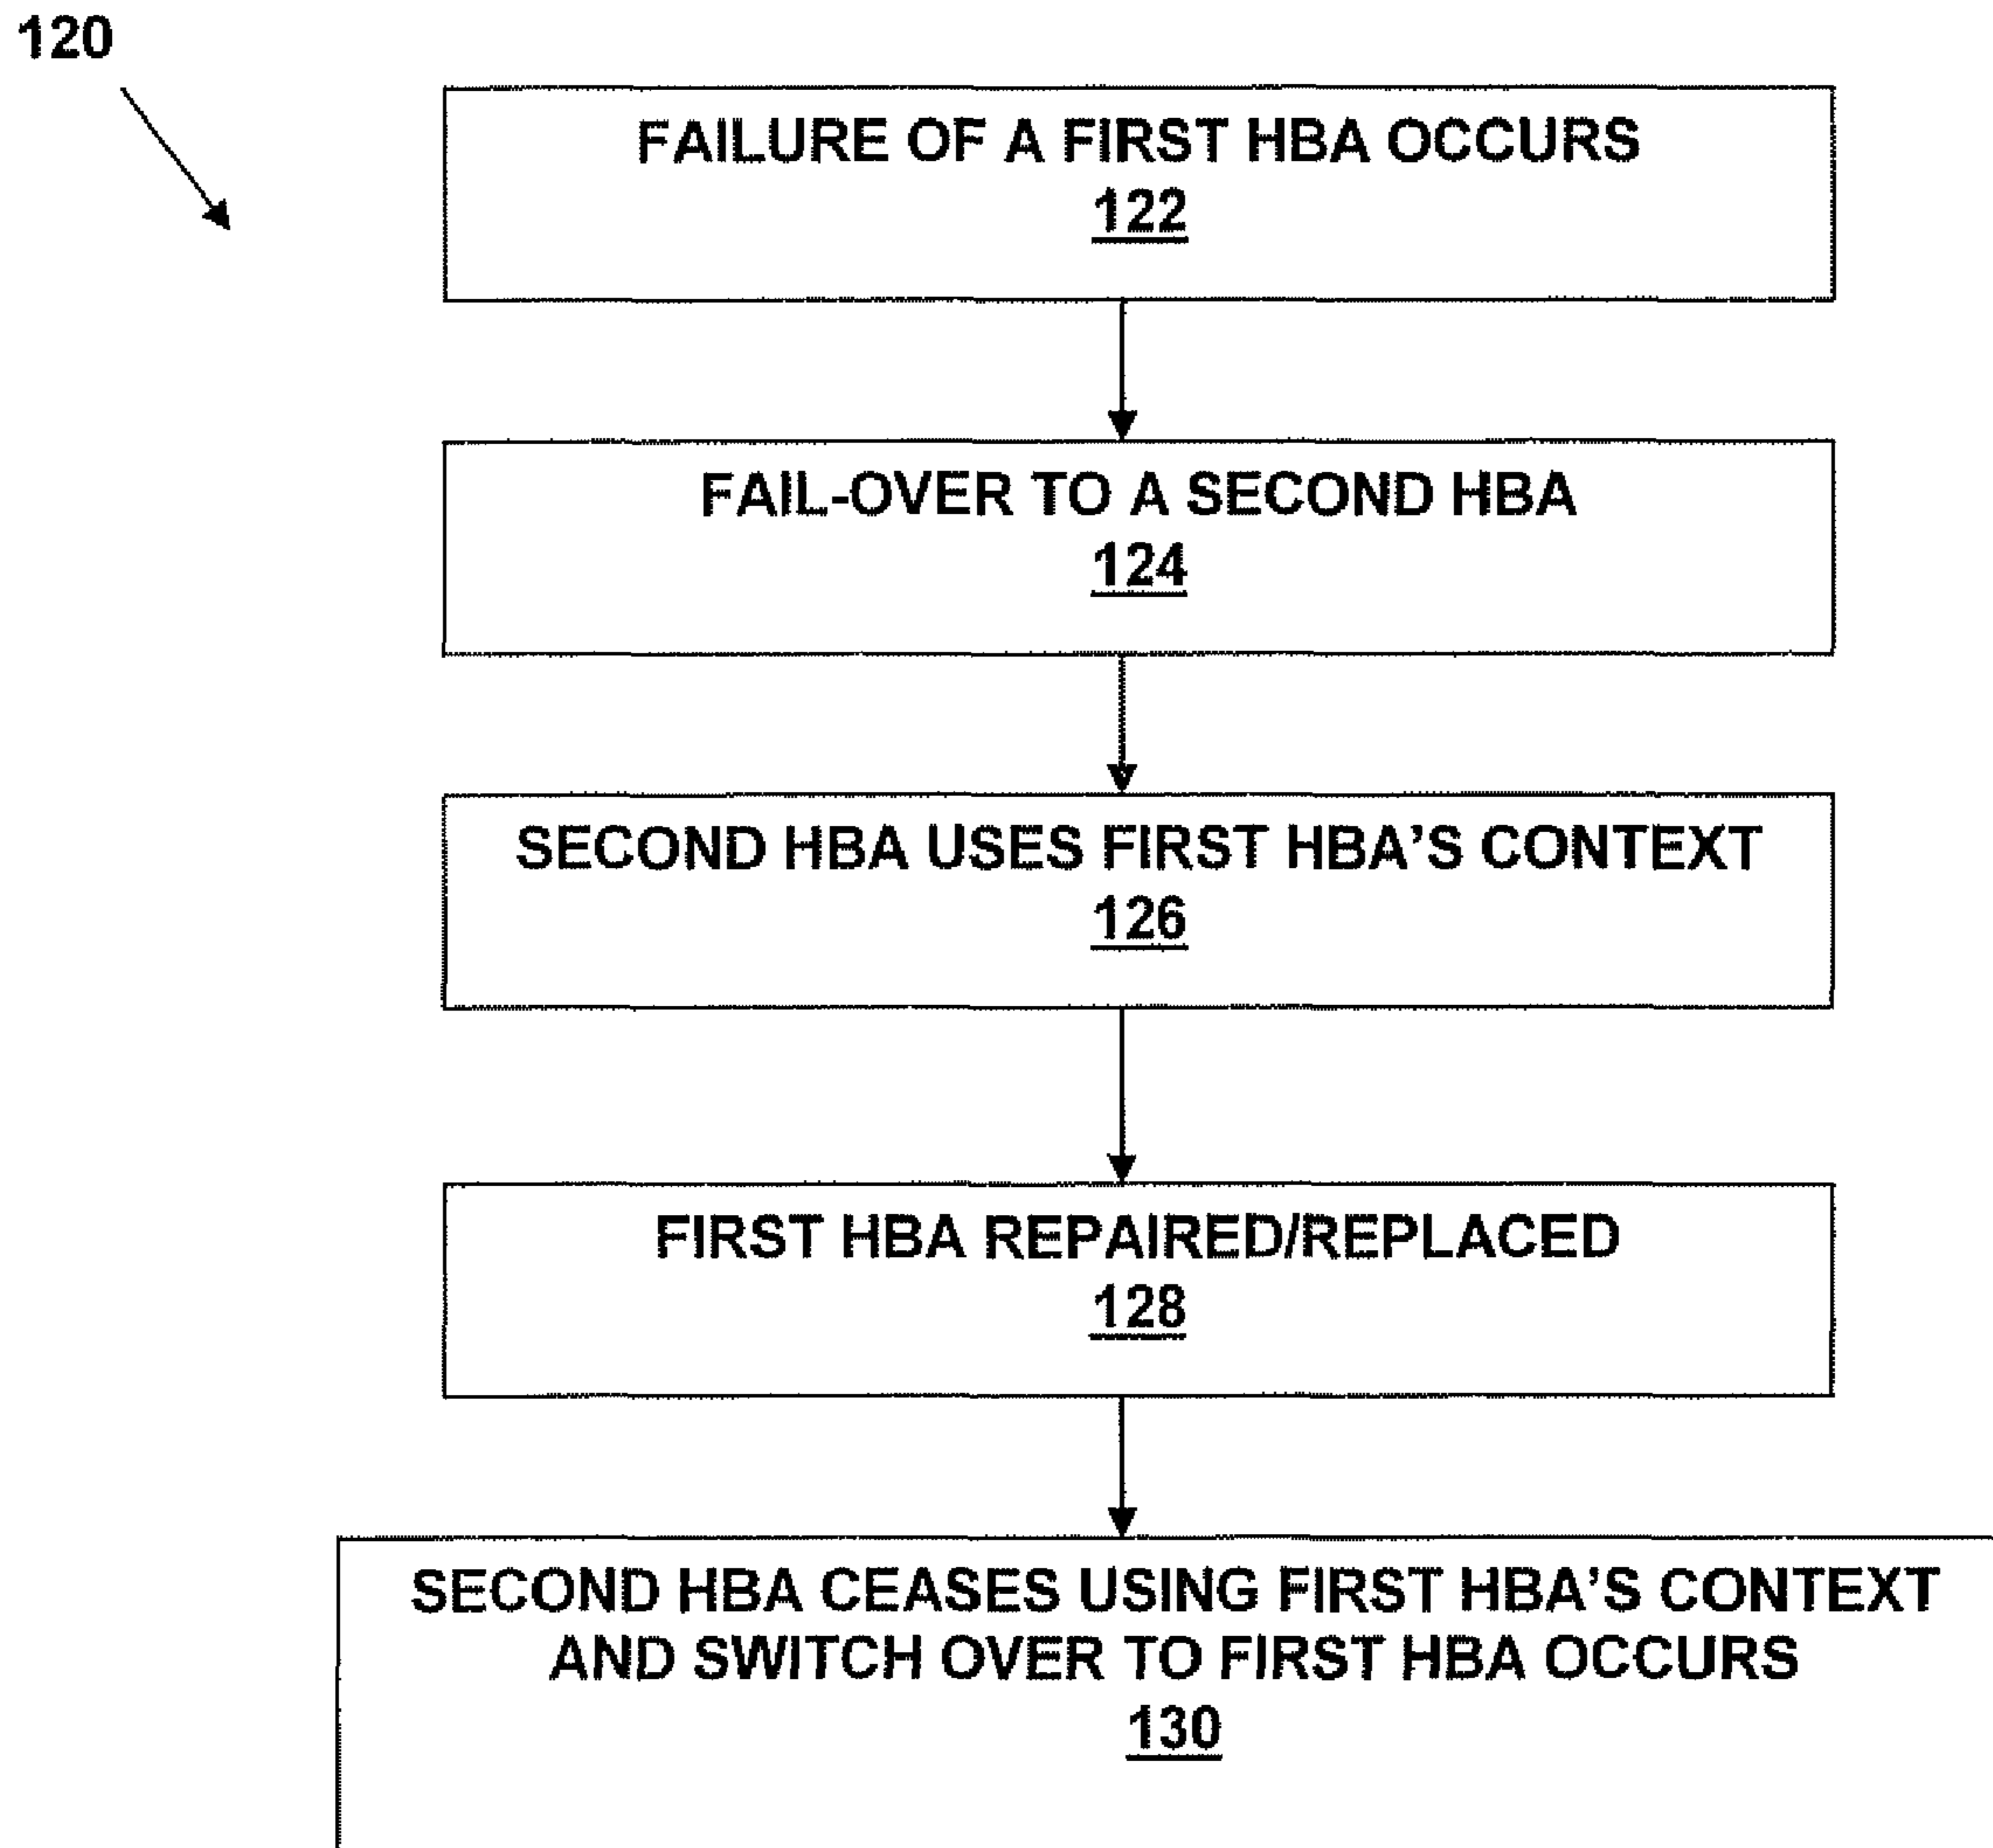 120
FAILURE OF A FIRST HBA OCCURS
122
FAIL-OVER TO A SECOND HBA
124
SECOND HBA USES FIRST HBA'S CONTEXT
126
FIRST HBA REPAIRED/REPLACED
128
SECOND HBA CEASES USING FIRST HBA'S CONTEXT
AND SWITCH OVER TO FIRST HBA OCCURS
130